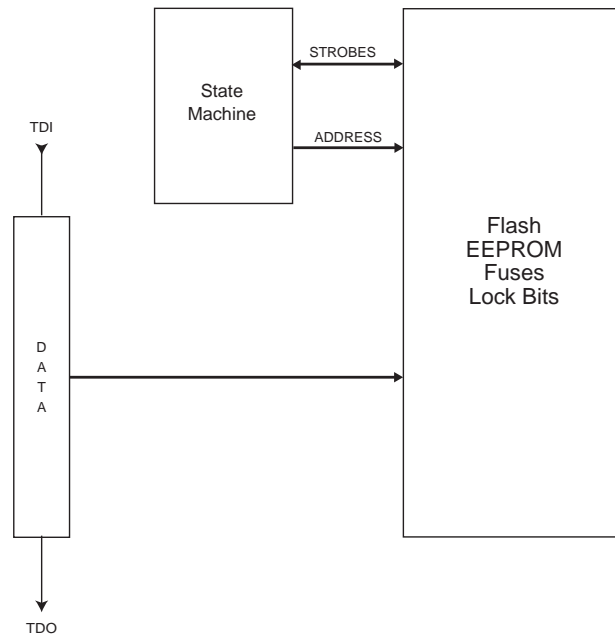 STROBES
State
Machine
ADDRESS
TDI
Flash
EEPROM
Fuses
Lock Bits
D
A
T
A
TDO